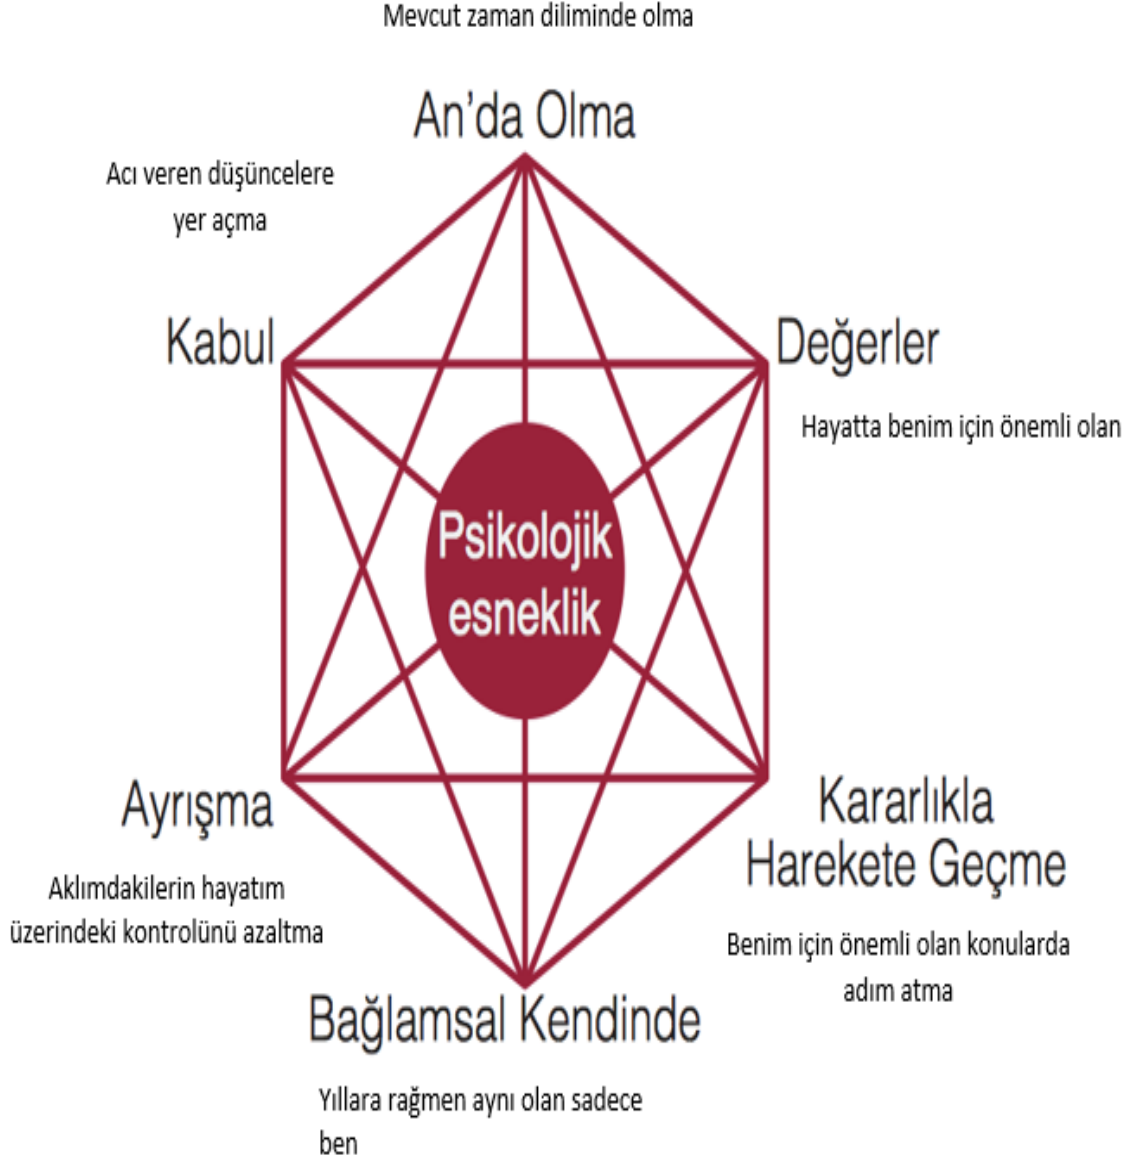 Mevcut zaman diliminde olma
An'da Olma
Acı veren düşüncelere
yer açma
Kabul
Değerler
Hayatta benim için önemli olan
Psikolojik
esneklik
Ayrışma
Aklımdakilerin hayatım
üzerindeki kontrolünü azaltma
Kararlıkla
Harekete Geçme
Benim için önemli olan konularda
adım atma
Bağlamsal Kendinde
Yıllara rağmen aynı olan sadece
ben